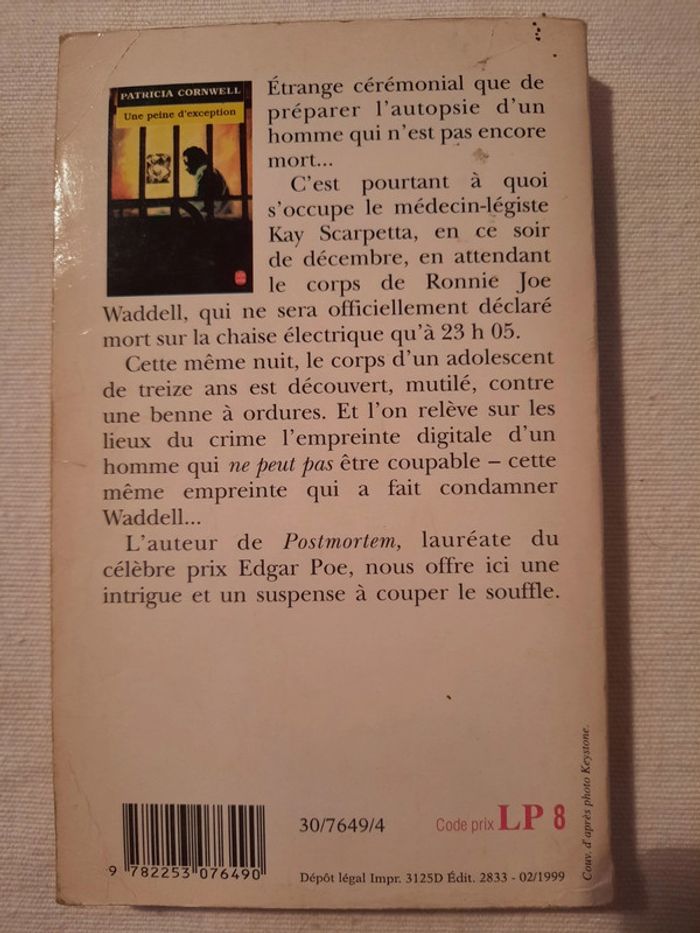 PATRICIA CORNWELL
Une peine d'exception
Étrange cérémonial que de
préparer l'autopsie d'un
homme qui n'est pas encore
mort...
C'est pourtant à quoi
s'occupe le médecin-légiste
Kay Scarpetta, en ce soir
de décembre, en attendant
le corps de Ronnie Joe
Waddell, qui ne sera officiellement déclaré
mort sur la chaise électrique qu'à 23 h 05.
Cette même nuit, le corps d'un adolescent
de treize ans est découvert, mutilé, contre
une benne à ordures. Et l'on relève sur les
lieux du crime l'empreinte digitale d'un
homme qui ne peut pas être coupable – cette
même empreinte qui a fait condamner
Waddell...
L'auteur de Postmortem, lauréate du
célèbre prix Edgar Poe, nous offre ici une
intrigue et un suspense à couper le souffle.
Couv. d'après photo Keystone.
9 782253 076490
30/7649/4
Code prix LP 8
Dépôt légal Impr. 3125D Édit. 2833 - 02/1999